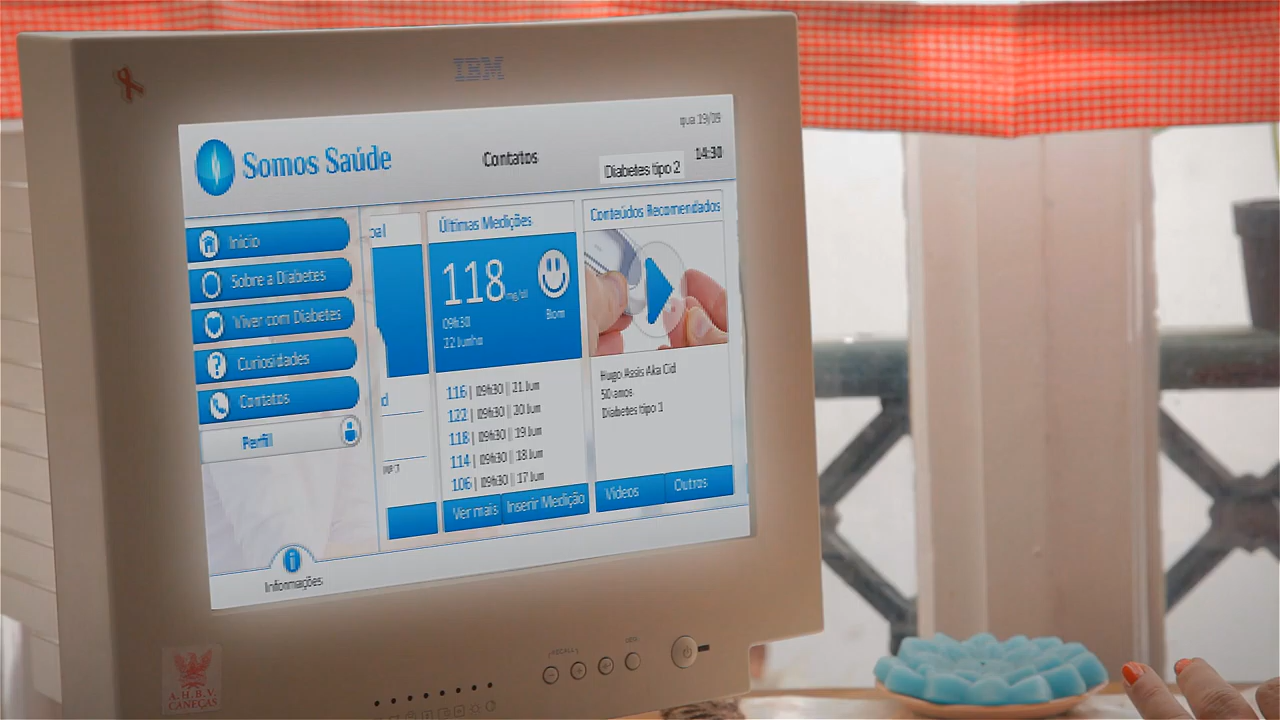 IBM
qua 19/09
Somos Saúde
Contatos
Diabetes tipo 2
14:30
Início
Sobre a Diabetes
Viver com Diabetes
Curiosidades
Contatos
Perfil
Informações
pal
d
Últimas Medições
118 mg/dl
09h30
22 Junho
Bom
116 | 09h30 || 21 Jun
122 | 09h30 || 20 Jun
118 | 09h30 || 19 Jun
114 | 09h30 || 18 Jun
106 | 09h30 || 17 Jun
Ver mais
Inserir Medição
Conteúdos Recomendados
Hugo Assis Aka Cid
50 anos
Diabetes tipo 1
Videos
Outros
A.H.B.V.
CANEÇAS